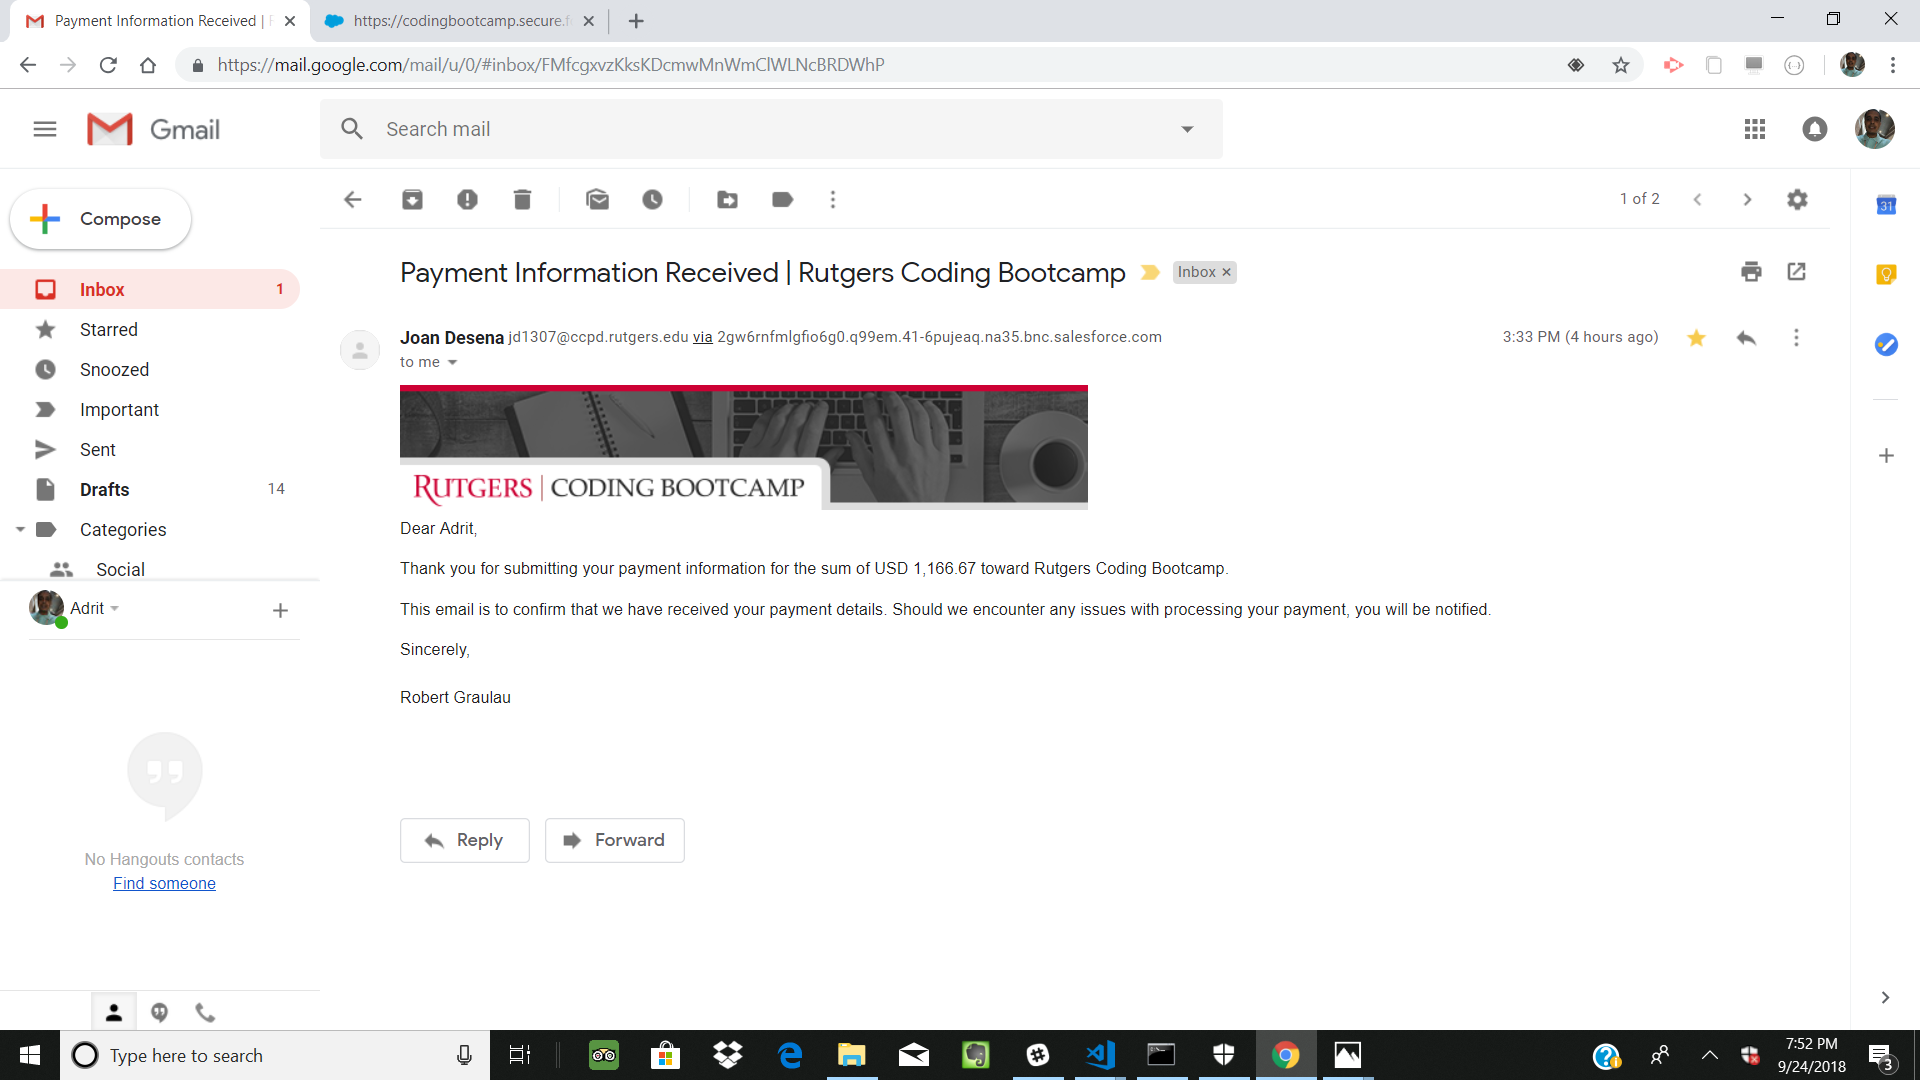 Payment Information Received |
https://codingbootcamp.secure.f
https://mail.google.com/mail/u/0/#inbox/FMfcgxvzKksKDcmwMnWmClWLNcBRDWhP
Gmail
Search mail
Compose
1 of 2
31
Payment Information Received | Rutgers Coding Bootcamp
Inbox ×
Inbox 1
Starred
Snoozed
Important
Sent
Drafts 14
Categories
Social
Joan Desena jd1307@ccpd.rutgers.edu via 2gw6rnfmlgfio6g0.q99em.41-6pujeaq.na35.bnc.salesforce.com
3:33 PM (4 hours ago)
to me
RUTGERS | CODING BOOTCAMP
Dear Adrit,
Thank you for submitting your payment information for the sum of USD 1,166.67 toward Rutgers Coding Bootcamp.
This email is to confirm that we have received your payment details. Should we encounter any issues with processing your payment, you will be notified.
Sincerely,
Robert Graulau
Adrit
No Hangouts contacts
Find someone
Reply
Forward
Type here to search
7:52 PM
9/24/2018
3